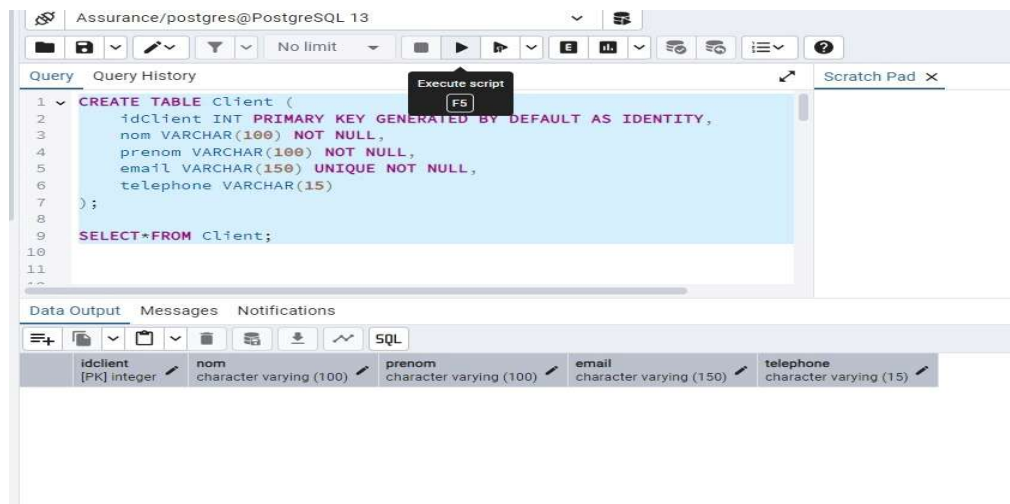 Assurance/postgres@PostgreSQL 13
No limit
Query Query History Scratch Pad
Execute script
F5
1 CREATE TABLE Client (
2 idClient INT PRIMARY KEY GENERATED BY DEFAULT AS IDENTITY,
3 nom VARCHAR(100) NOT NULL,
4 prenom VARCHAR(100) NOT NULL,
5 email VARCHAR(150) UNIQUE NOT NULL,
6 telephone VARCHAR(15)
7 );
8
9 SELECT*FROM Client;
10
11
Data Output Messages Notifications
SQL
idclient nom prenom email telephone
[PK] integer character varying (100) character varying (100) character varying (150) character varying (15)